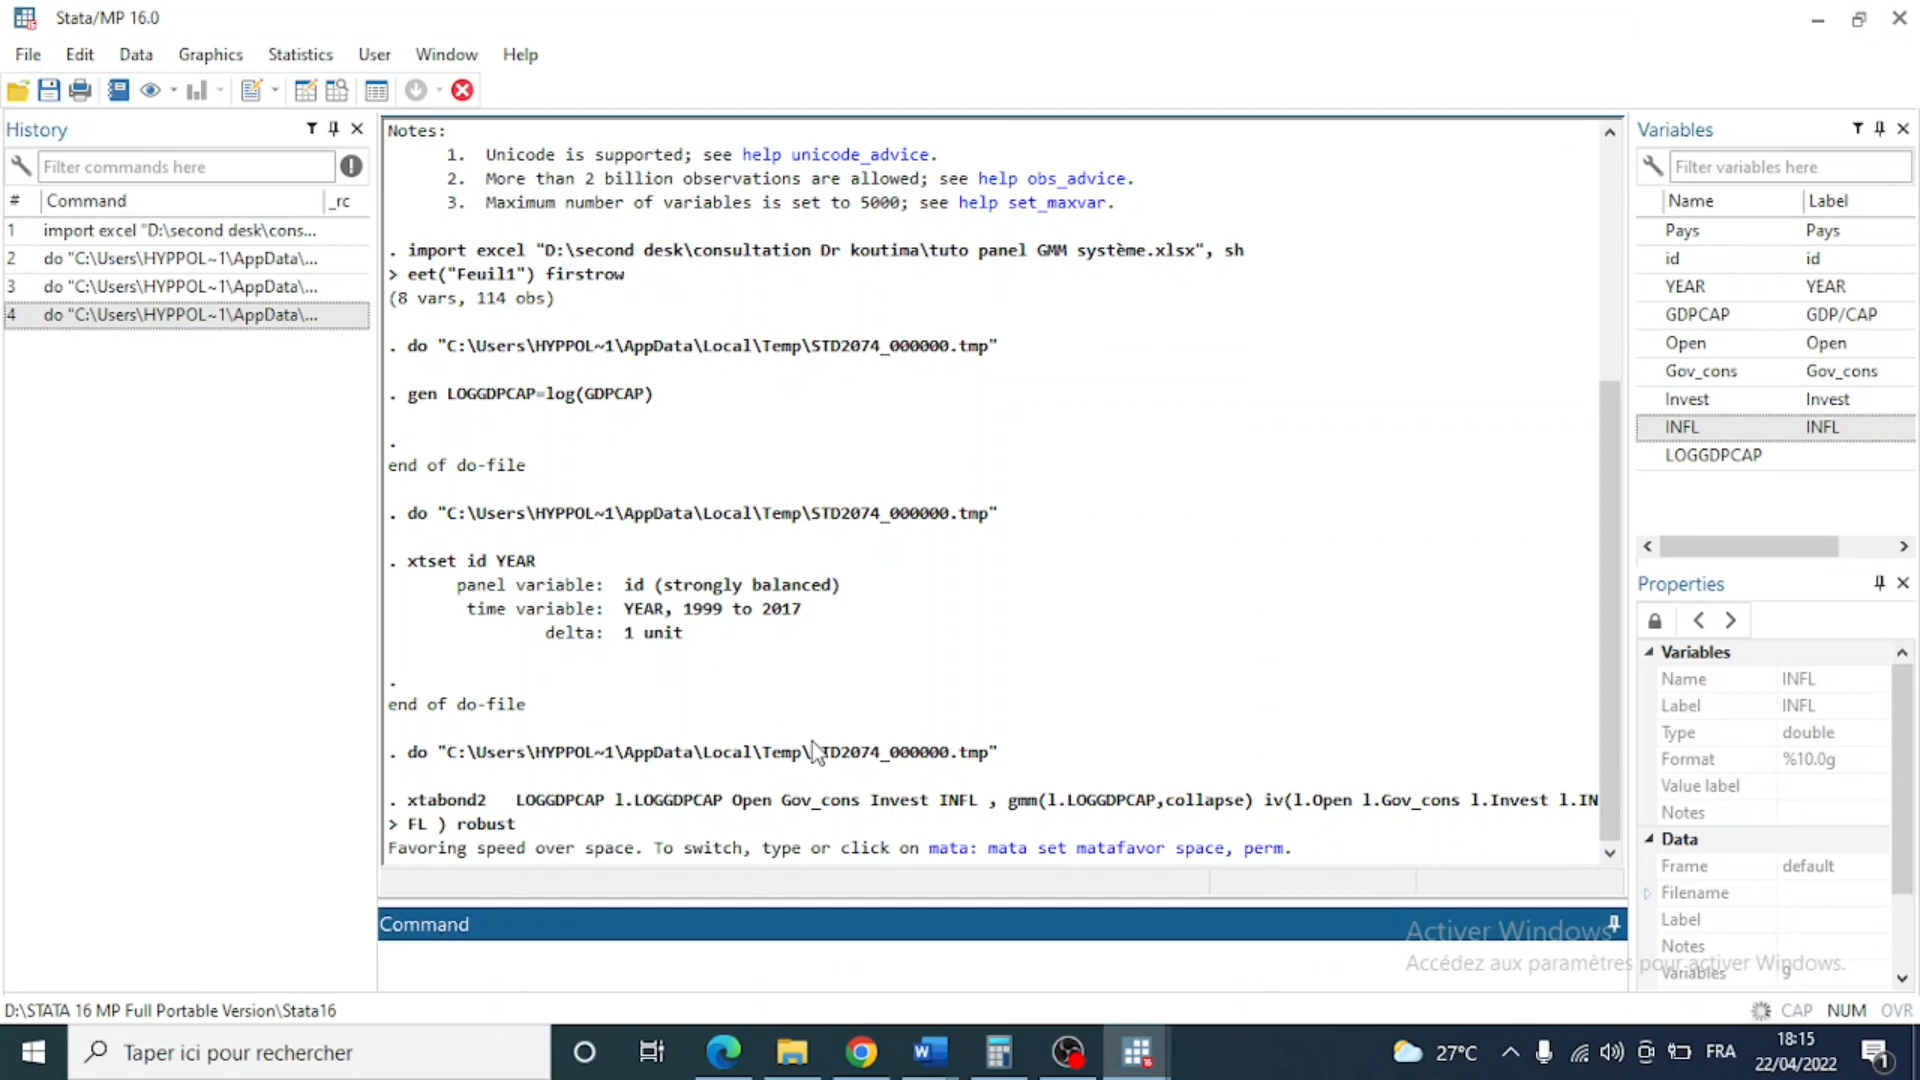 Stata/MP 16.0
File Edit Data Graphics Statistics User Window Help
History
Filter commands here
# Command _rc
1 import excel "D:\second desk\cons...
2 do "C:\Users\HYPPOL~1\AppData\...
3 do "C:\Users\HYPPOL~1\AppData\...
4 do "C:\Users\HYPPOL~1\AppData\...
Notes:
1. Unicode is supported; see help unicode_advice.
2. More than 2 billion observations are allowed; see help obs_advice.
3. Maximum number of variables is set to 5000; see help set_maxvar.
. import excel "D:\second desk\consultation Dr koutima\tuto panel GMM système.xlsx", sh
> eet("Feuil1") firstrow
(8 vars, 114 obs)
. do "C:\Users\HYPPOL~1\AppData\Local\Temp\STD2074_000000.tmp"
. gen LOGGDPCAP=log(GDPCAP)
.
end of do-file
. do "C:\Users\HYPPOL~1\AppData\Local\Temp\STD2074_000000.tmp"
. xtset id YEAR
panel variable: id (strongly balanced)
time variable: YEAR, 1999 to 2017
delta: 1 unit
.
end of do-file
. do "C:\Users\HYPPOL~1\AppData\Local\Temp\STD2074_000000.tmp"
. xtabond2 LOGGDPCAP l.LOGGDPCAP Open Gov_cons Invest INFL , gmm(l.LOGGDPCAP,collapse) iv(l.Open l.Gov_cons l.Invest l.IN
> FL ) robust
Favoring speed over space. To switch, type or click on mata: mata set matafavor space, perm.
Command
Variables
Filter variables here
Name Label
Pays Pays
id id
YEAR YEAR
GDPCAP GDP/CAP
Open Open
Gov_cons Gov_cons
Invest Invest
INFL INFL
LOGGDPCAP
Properties
Variables
Name INFL
Label INFL
Type double
Format %10.0g
Value label
Notes
Data
Frame default
Filename
Label
Notes
Variables 9
Activer Windows
Accédez aux paramètres pour activer Windows.
D:\STATA 16 MP Full Portable Version\Stata16
CAP NUM OVR
Taper ici pour rechercher
27°C
FRA
18:15
22/04/2022
1